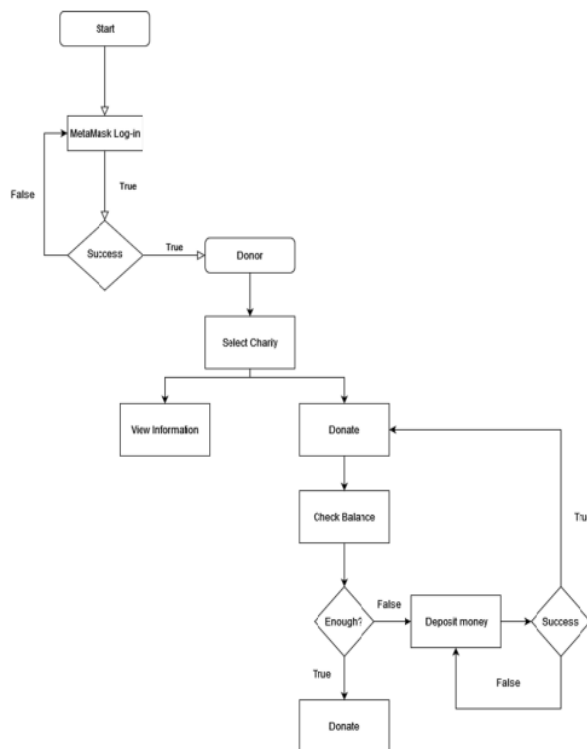 Start
MetaMask Log-in
False
True
Success
True
Donor
Select Charity
View Information
Donate
Check Balance
True
Enough?
False
Deposit money
Success
True
False
Donate